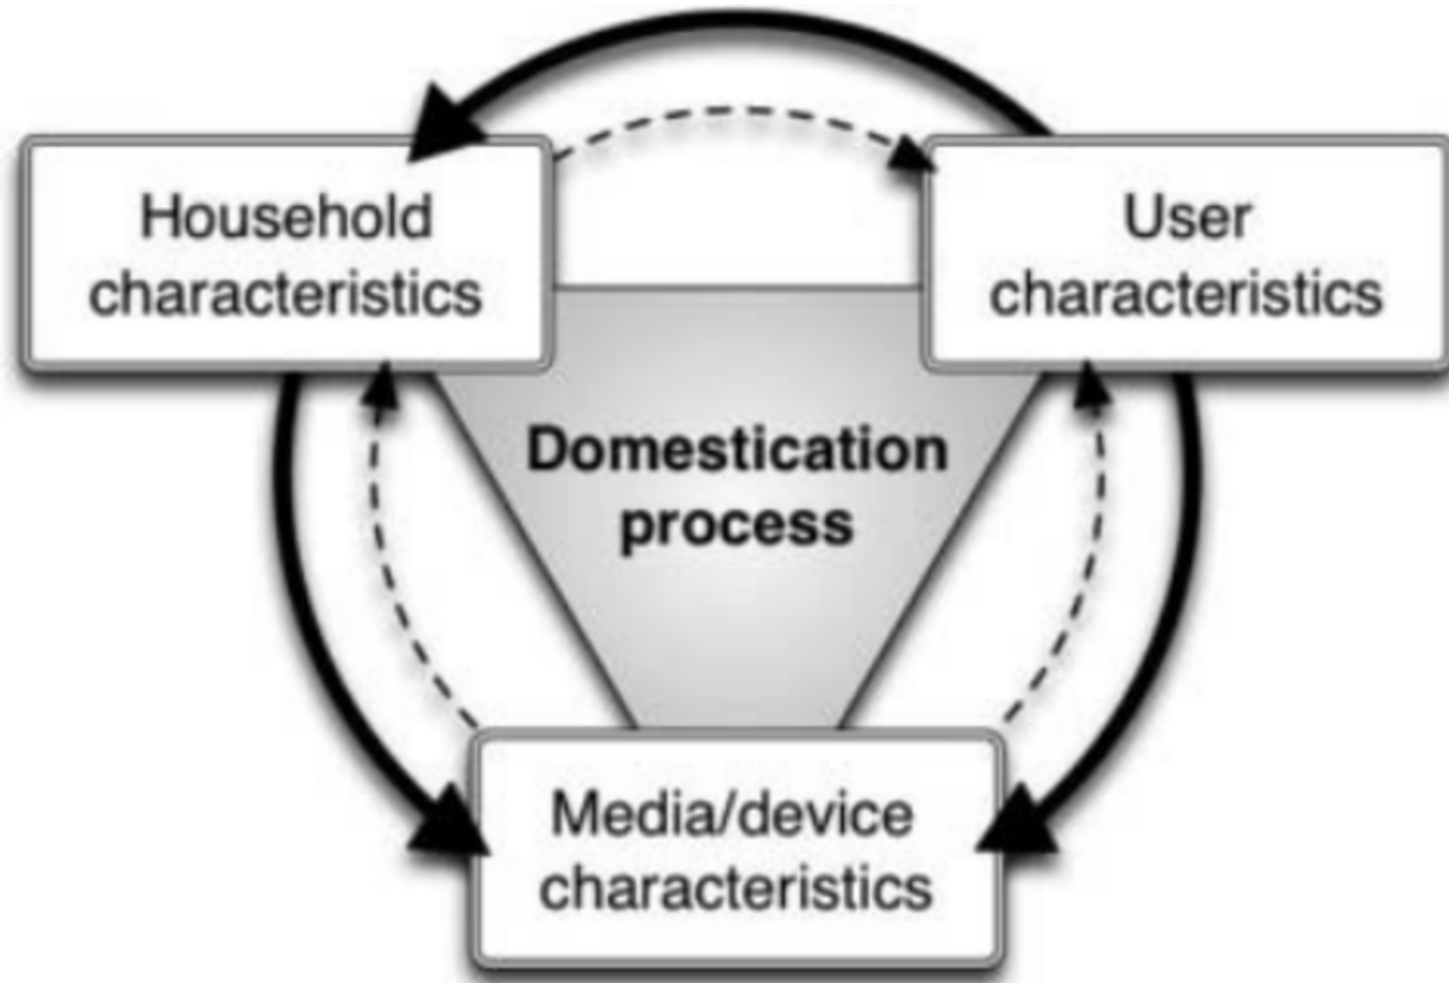 Household
characteristics
User
characteristics
Domestication
process
Media/device
characteristics